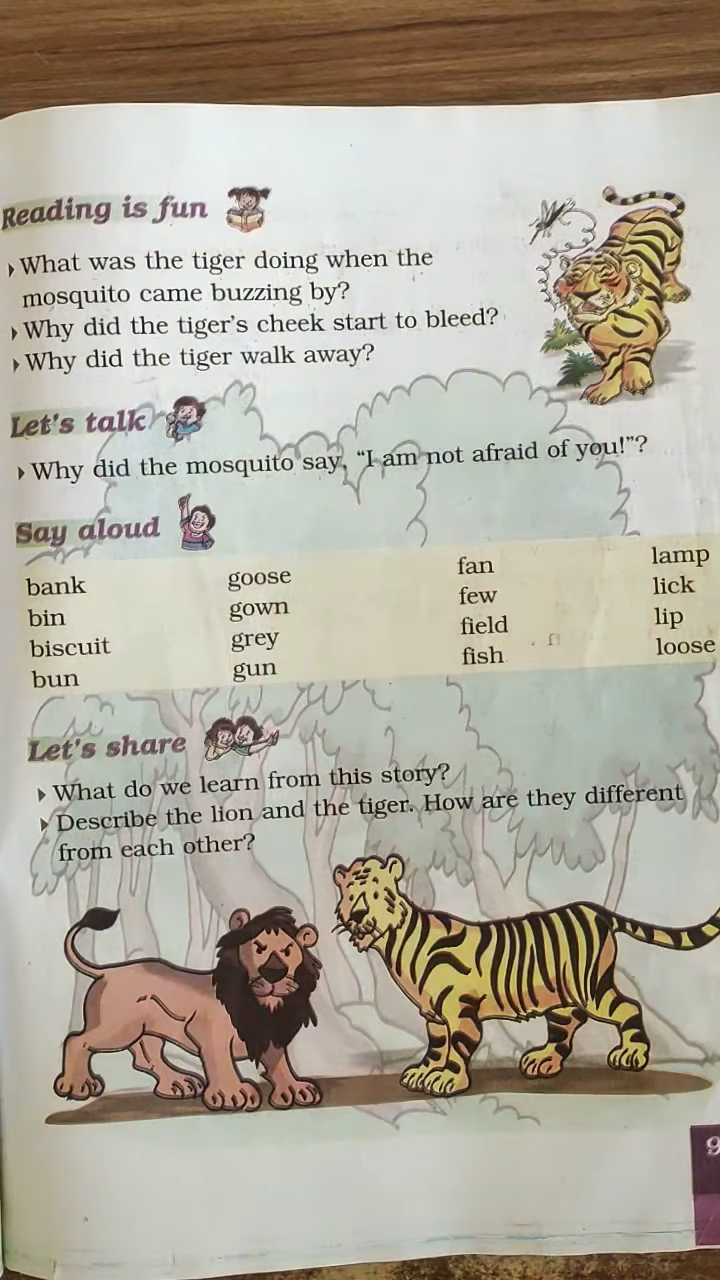 Reading is fun
What was the tiger doing when the
mosquito came buzzing by?
Why did the tiger's cheek start to bleed?
Why did the tiger walk away?
Let's talk
Why did the mosquito say, “I am not afraid of you!”?
Say aloud
bank goose fan lamp
bin gown few lick
biscuit grey field lip
bun gun fish loose
Let's share
What do we learn from this story?
Describe the lion and the tiger. How are they different
from each other?